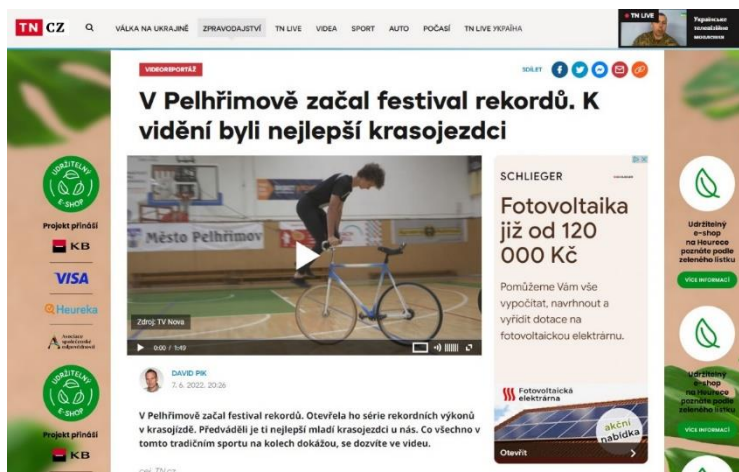 TN CZ
VÁLKA NA UKRAJINĚ ZPRAVODAJSTVÍ TN LIVE VIDEA SPORT AUTO POČASÍ TN LIVE УКРАЇНА
TN LIVE
VIDEOREPORTÁŽ
SDÍLET
V Pelhřimově začal festival rekordů. K
vidění byli nejlepší krasojezdci
Město Pelhřimov
Zdroj: TV Nova
0:00 / 1:49
DAVID PIK
7. 6. 2022, 20:26
V Pelhřimově začal festival rekordů. Otevřela ho série rekordních výkonů
v krasojízdě. Předváděli je ti nejlepší mladí krasojezdci u nás. Co všechno v
tomto tradičním sportu na kolech dokážou, se dozvíte ve videu.
SCHLIEGER
Fotovoltaika
již od 120
000 Kč
Pomůžeme Vám vše
vypočítat, navrhnout a
vyřídit dotace na
fotovoltaickou elektrárnu.
Fotovoltaická
elektrárna
akční
nabídka
Otevřít
UDRŽITELNÝ
E-SHOP
Projekt přináší
KB
VISA
Heureka
Asociace
společenské
odpovědnosti
UDRŽITELNÝ
E-SHOP
Projekt přináší
KB
Udržitelný
e-shop
na Heurece
poznáte podle
zeleného lístku
VÍCE INFORMACÍ
Udržitelný
e-shop
na Heurece
poznáte podle
zeleného lístku
VÍCE INFORMACÍ